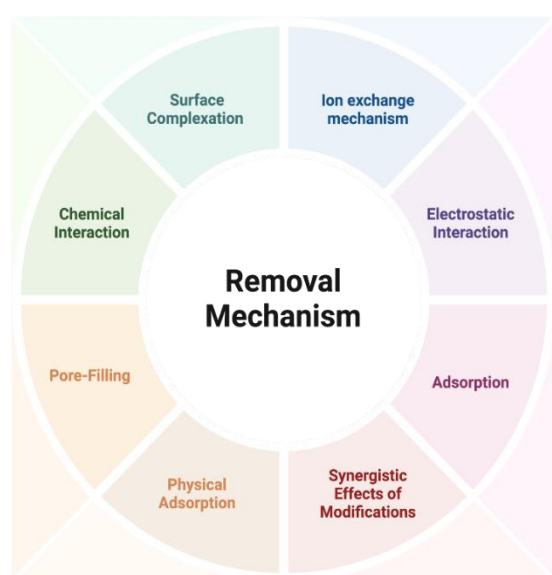 Surface
Complexation
Ion exchange
mechanism
Chemical
Interaction
Electrostatic
Interaction
Removal
Mechanism
Pore-Filling
Adsorption
Physical
Adsorption
Synergistic
Effects of
Modifications